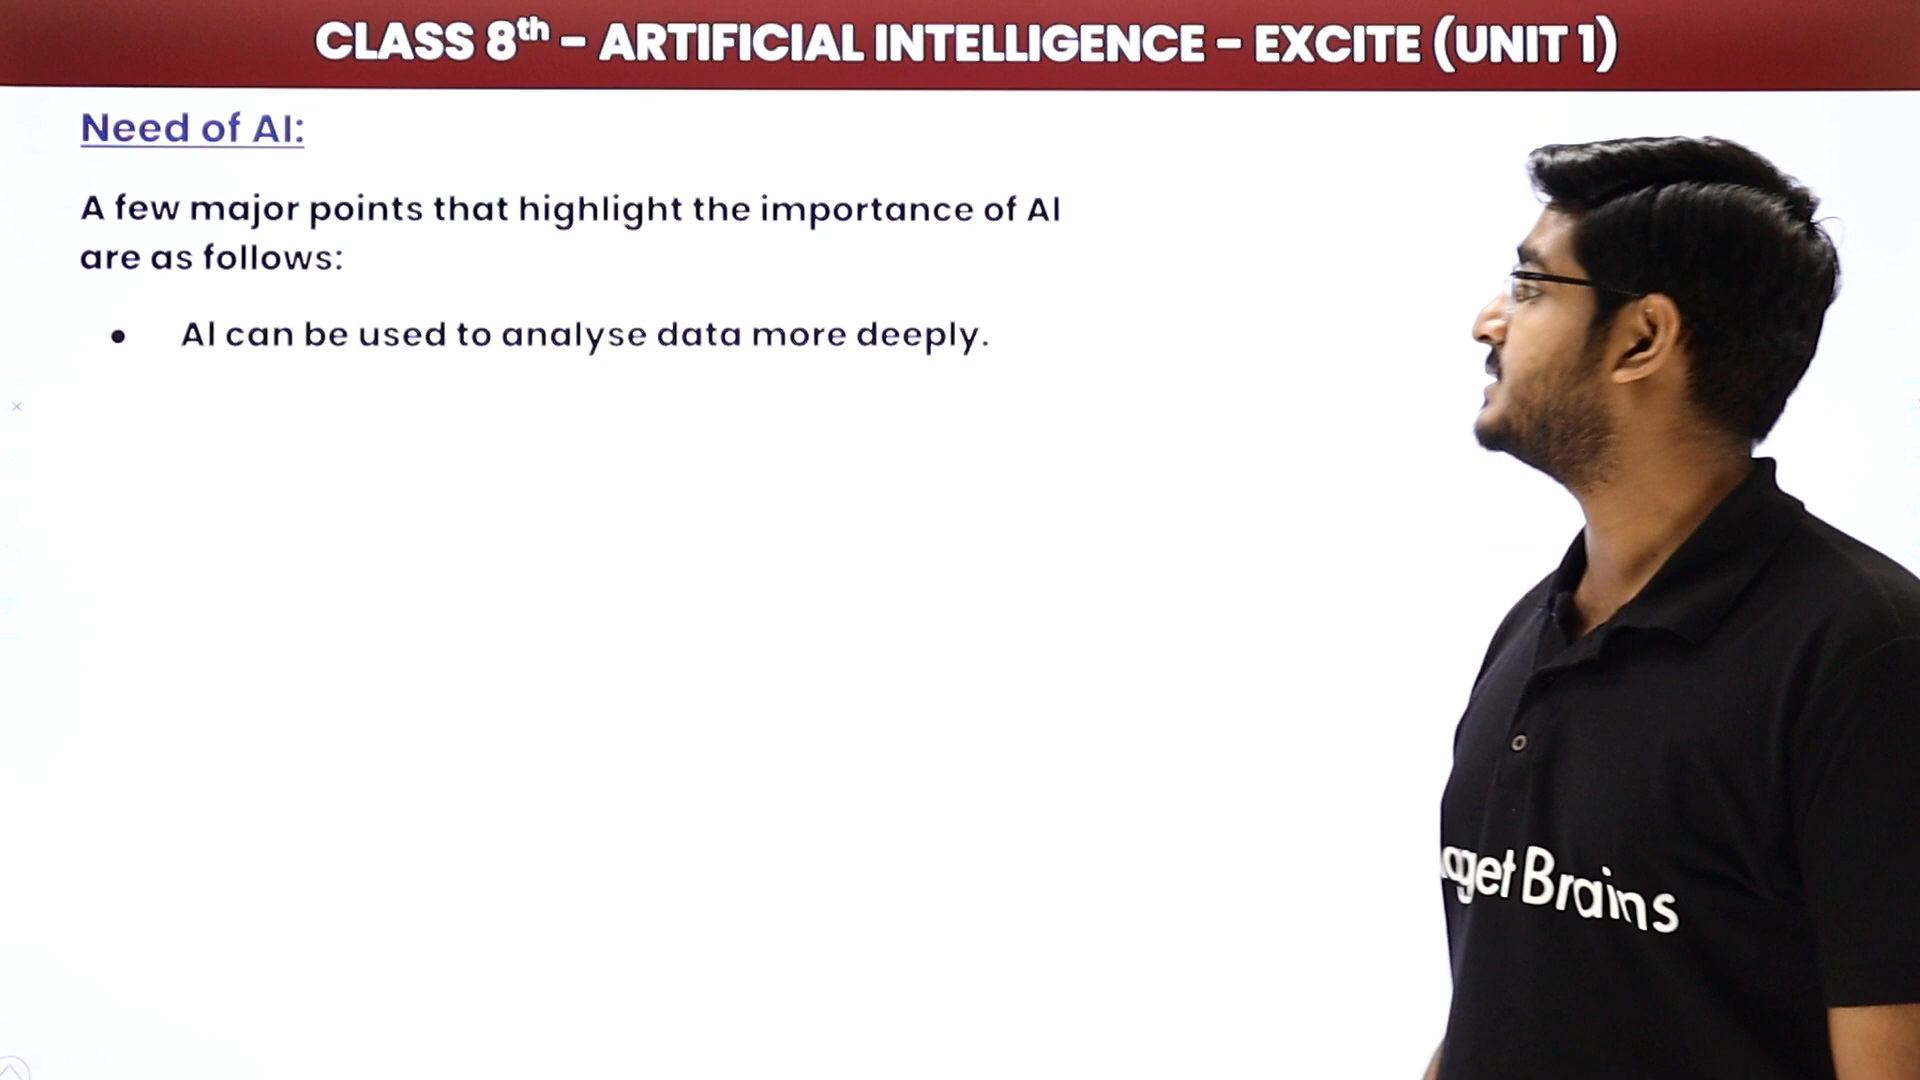 CLASS 8th - ARTIFICIAL INTELLIGENCE - EXCITE (UNIT 1)
Need of AI:
A few major points that highlight the importance of AI
are as follows:
• AI can be used to analyse data more deeply.
Brains